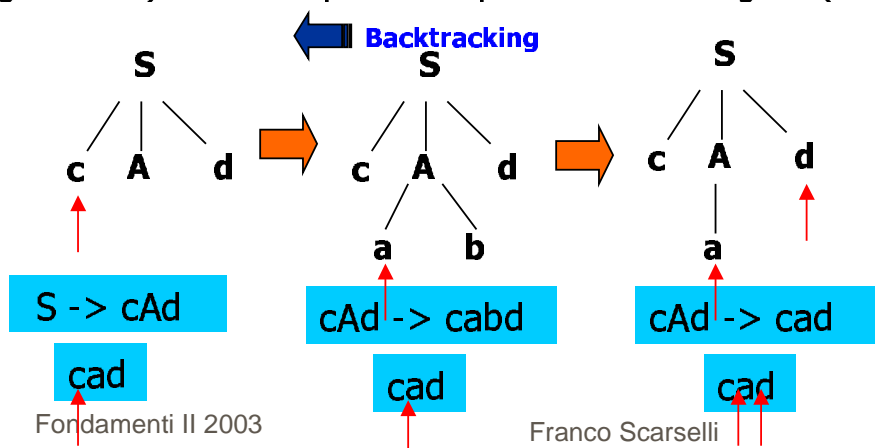 Backtracking
S
c A d
S -> cAd
cad
S
c A d
a b
cAd -> cabd
cad
S
c A d
a
cAd -> cad
cad
Fondamenti II 2003
Franco Scarselli